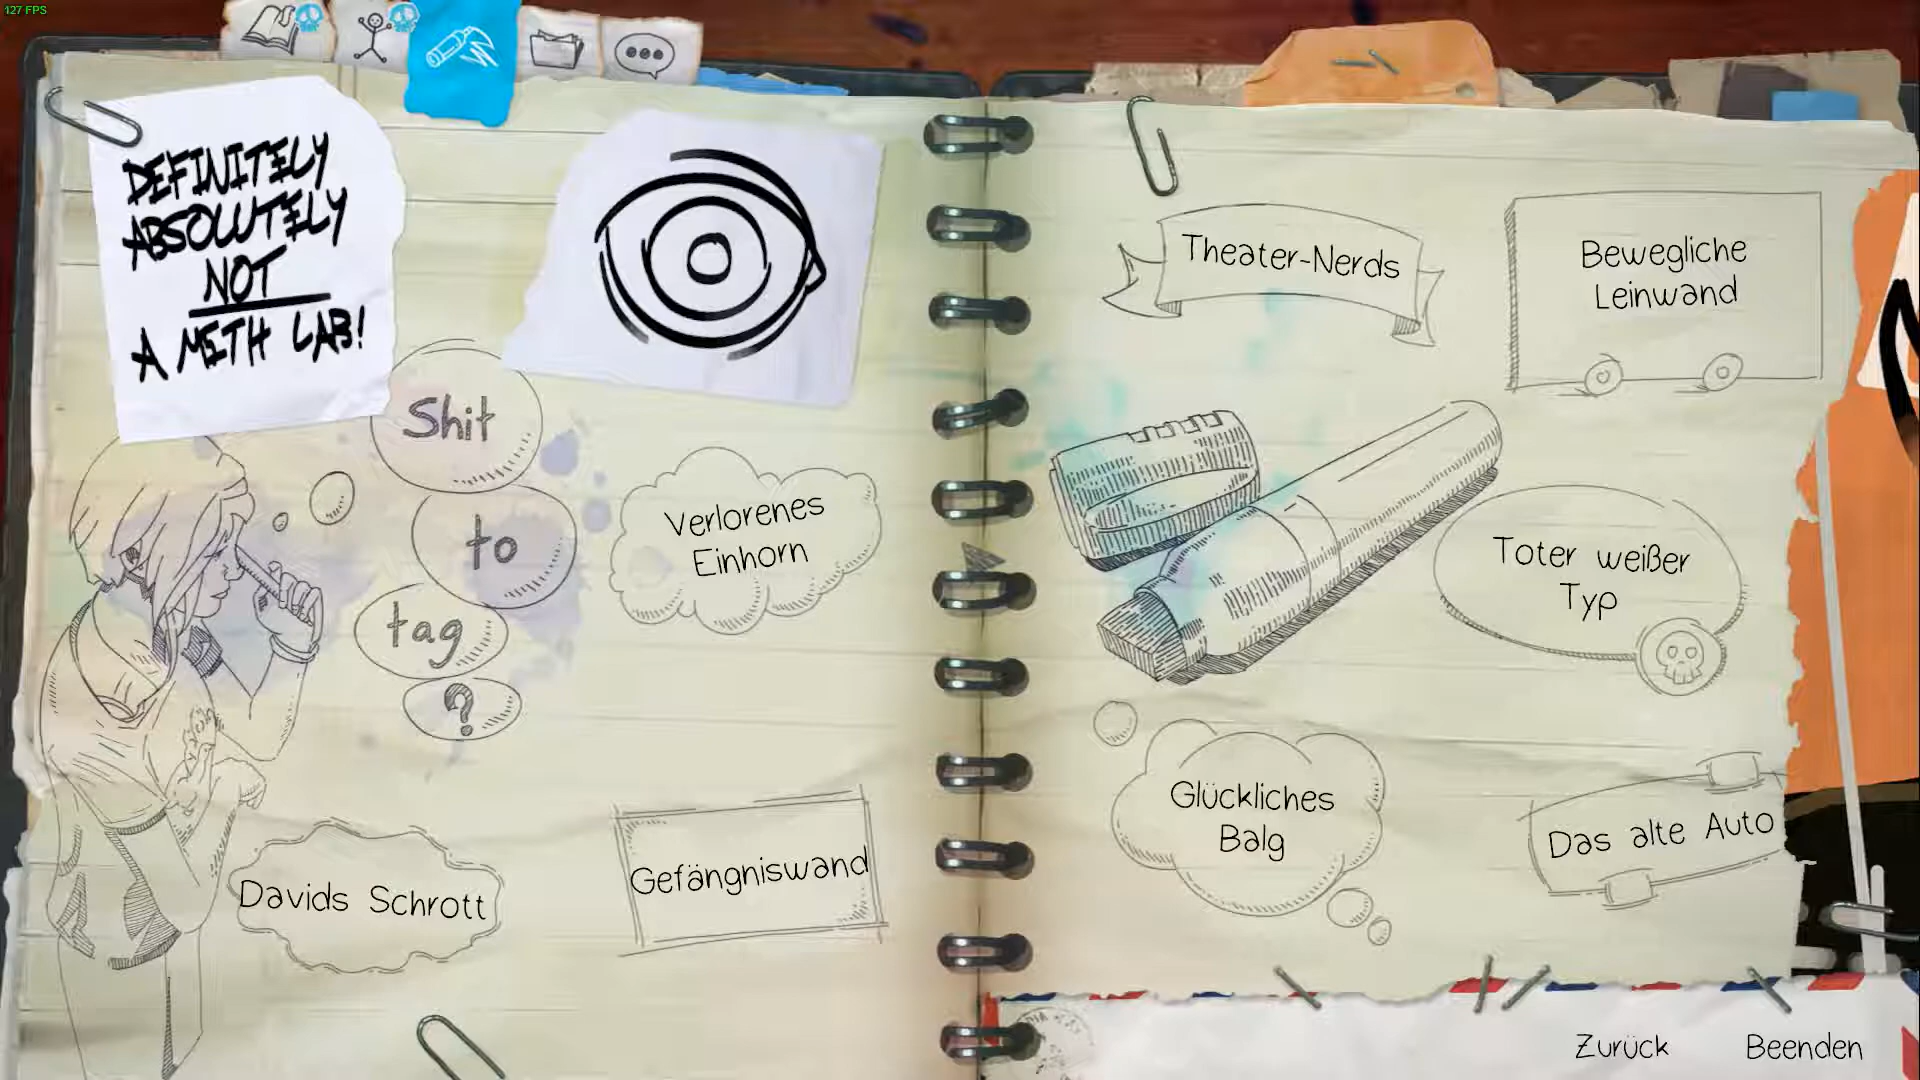 127 FPS
DEFINITELY
ABSOLUTELY
NOT
A METH LAB!
Shit
to
tag
?
Verlorenes
Einhorn
Davids Schrott
Gefängniswand
Theater-Nerds
Bewegliche
Leinwand
Toter weißer
Typ
Glückliches
Balg
Das alte Auto
Zurück
Beenden